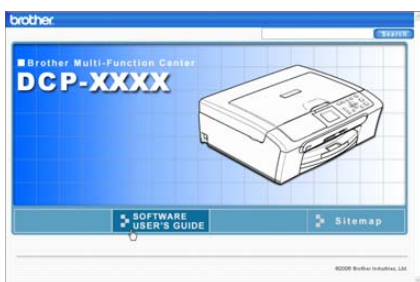 brother
Search
Brother Multi-Function Center
DCP-XXXX
SOFTWARE
USER'S GUIDE
Sitemap
©2006 Brother Industries, Ltd.